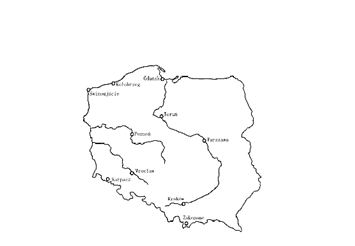 Gdańsk
Kołobrzeg
Świnoujście
Toruń
Poznań
Warszawa
Wrocław
Karpacz
Kraków
Zakopane